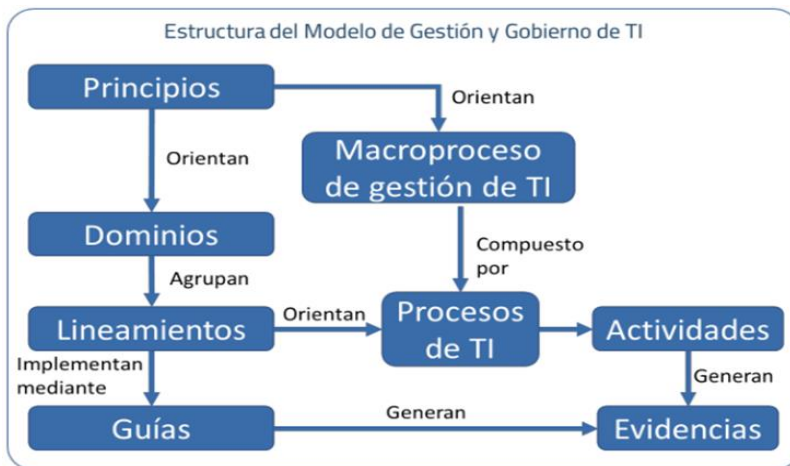 Estructura del Modelo de Gestión y Gobierno de TI
Principios
Orientan
Orientan
Macroproceso
de gestión de TI
Dominios
Compuesto
por
Agrupan
Lineamientos
Orientan
Procesos
de TI
Actividades
Implementan
mediante
Generan
Guías
Generan
Evidencias